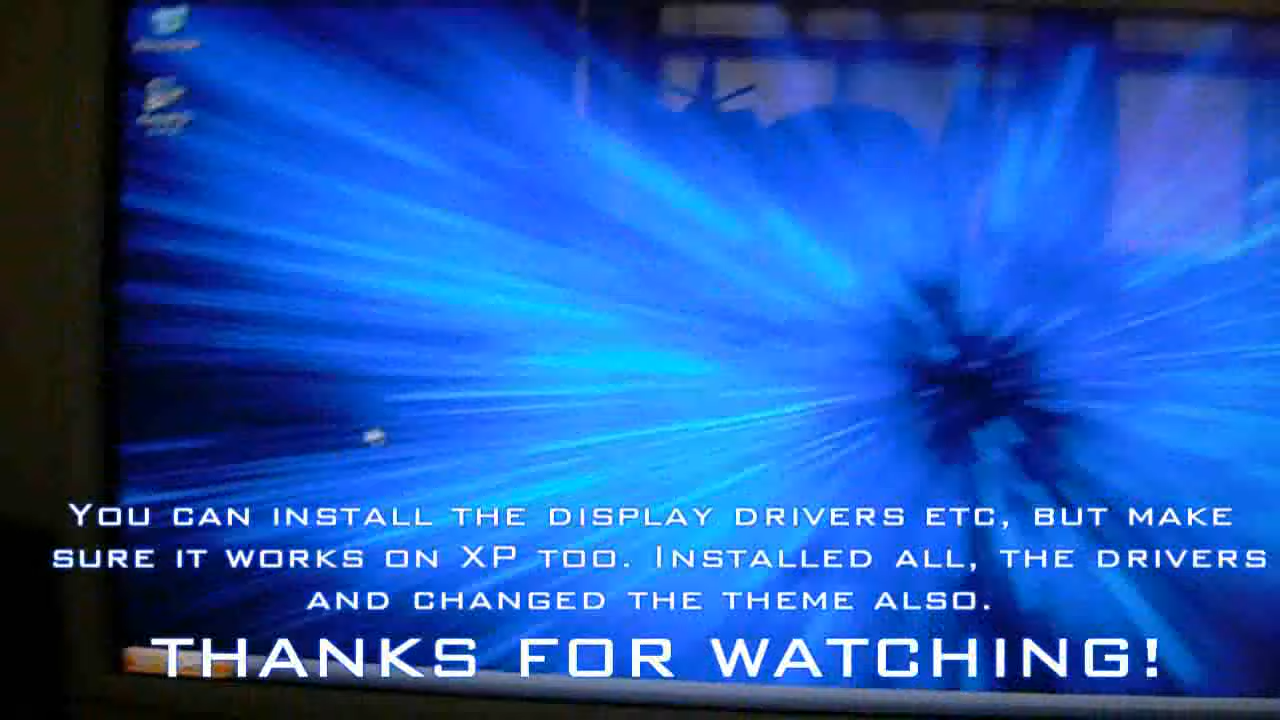 You can install the display drivers etc, but make
sure it works on XP too. Installed all, the drivers
and changed the theme also.
THANKS FOR WATCHING!